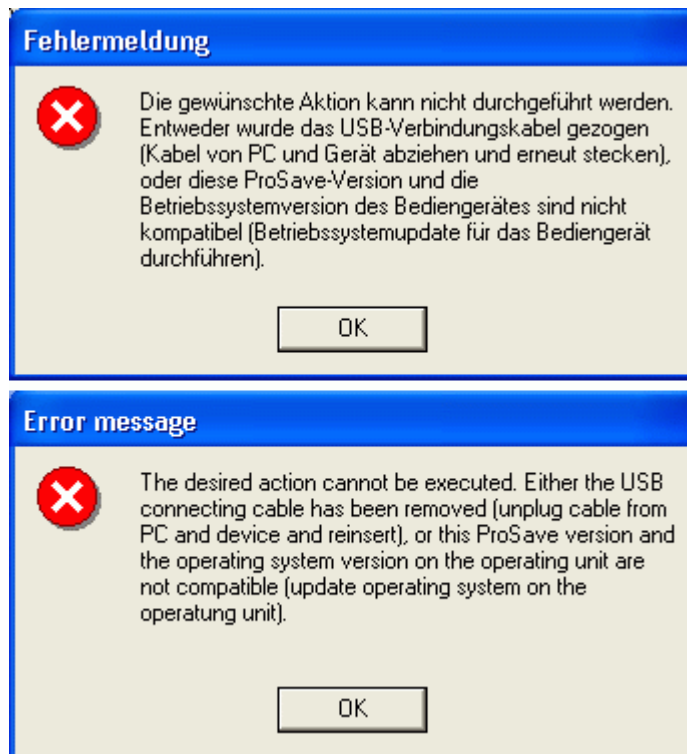 Fehlermeldung
Die gewünschte Aktion kann nicht durchgeführt werden.
Entweder wurde das USB-Verbindungskabel gezogen
(Kabel von PC und Gerät abziehen und erneut stecken),
oder diese ProSave-Version und die
Betriebssystemversion des Bediengerätes sind nicht
kompatibel (Betriebssystemupdate für das Bediengerät
durchführen).
OK
Error message
The desired action cannot be executed. Either the USB
connecting cable has been removed (unplug cable from
PC and device and reinsert), or this ProSave version and
the operating system version on the operating unit are
not compatible (update operating system on the
operatung unit).
OK